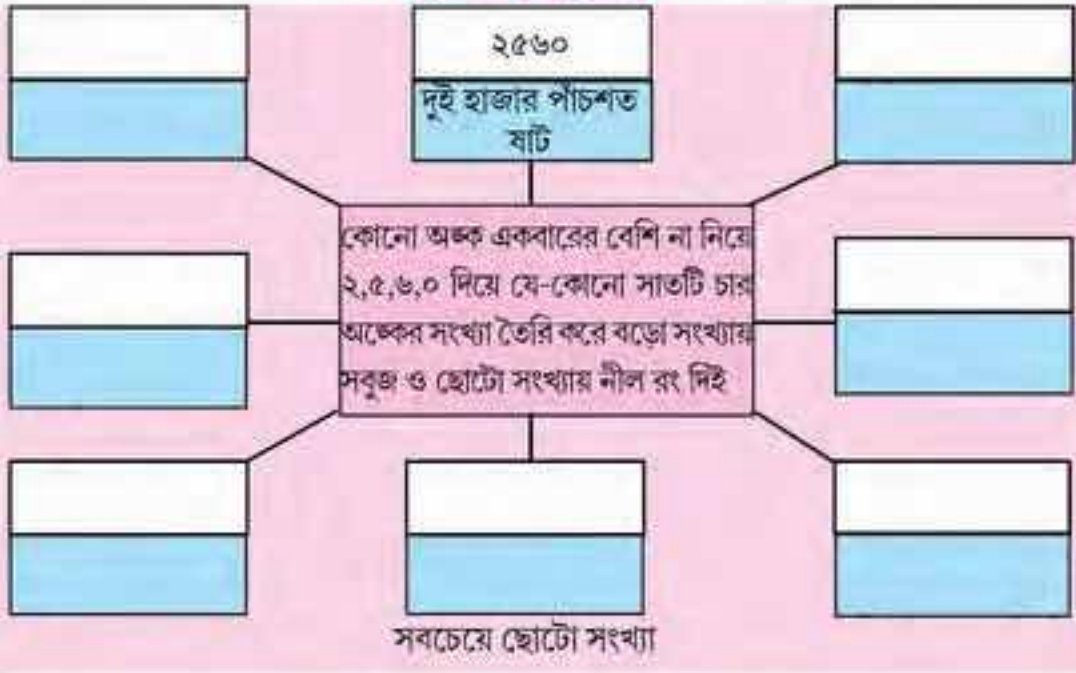 ২৫৬০
দুই হাজার পাঁচশত
ষাট
কোনো অঙ্ক একবারের বেশি না নিয়ে
২,৫,৬,০ দিয়ে যে-কোনো সাতটি চার
অঙ্কের সংখ্যা তৈরি করে বড়ো সংখ্যায়
সবুজ ও ছোটো সংখ্যায় নীল রং দিই
সবচেয়ে ছোটো সংখ্যা